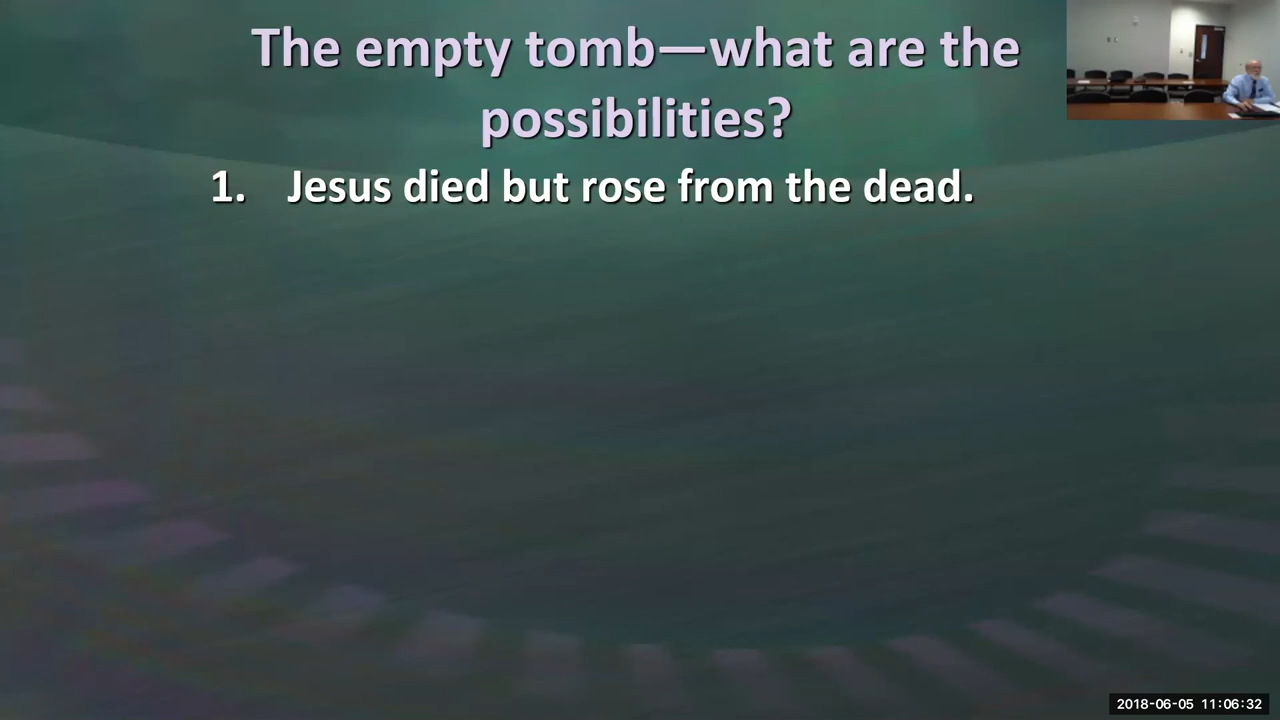 The empty tomb—what are the
possibilities?
1. Jesus died but rose from the dead.
2018-06-05 11:06:32